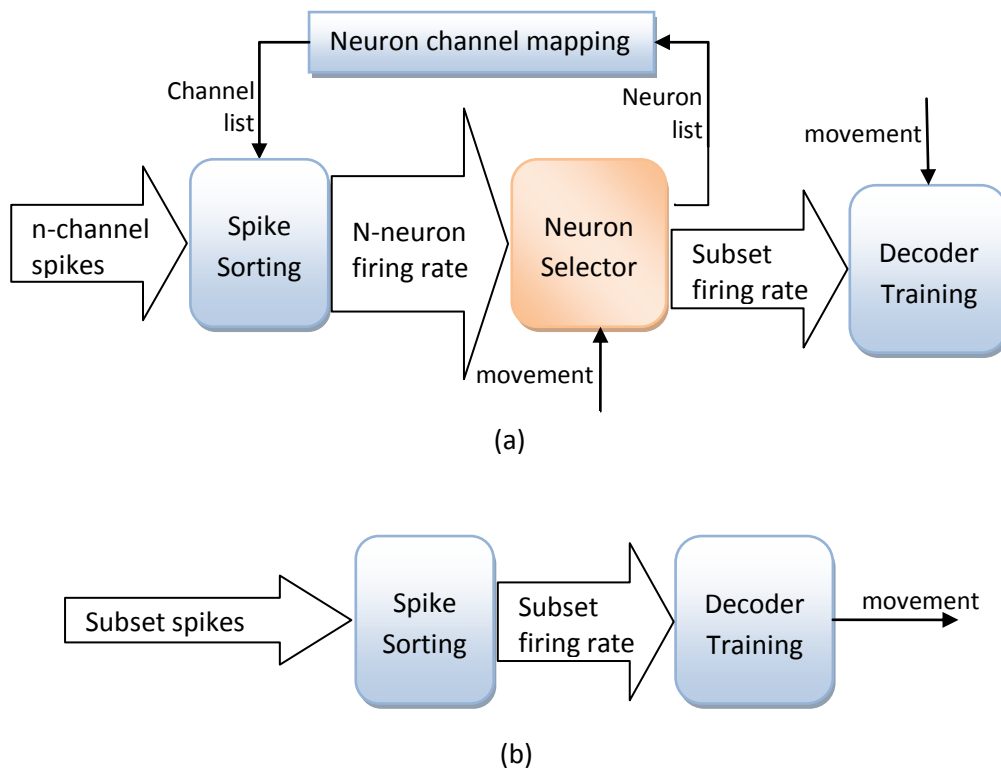 Neuron channel mapping
Channel
list
Neuron
list
movement
n-channel
spikes
Spike
Sorting
N-neuron
firing rate
Neuron
Selector
Subset
firing rate
Decoder
Training
movement
(a)
Subset spikes
Spike
Sorting
Subset
firing rate
Decoder
Training
movement
(b)